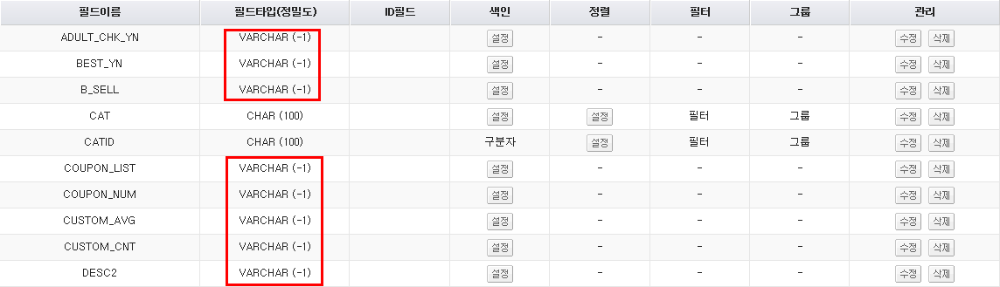 필드이름 필드타입(정밀도) ID필드 색인 정렬 필터 그룹 관리
ADULT_CHK_YN VARCHAR (-1) 설정 - - - 수정 삭제
BEST_YN VARCHAR (-1) 설정 - - - 수정 삭제
B_SELL VARCHAR (-1) 설정 - - - 수정 삭제
CAT CHAR (100) 설정 설정 필터 그룹 수정 삭제
CATID CHAR (100) 구분자 설정 필터 그룹 수정 삭제
COUPON_LIST VARCHAR (-1) 설정 - - - 수정 삭제
COUPON_NUM VARCHAR (-1) 설정 - - - 수정 삭제
CUSTOM_AVG VARCHAR (-1) 설정 - - - 수정 삭제
CUSTOM_CNT VARCHAR (-1) 설정 - - - 수정 삭제
DESC2 VARCHAR (-1) 설정 - - - 수정 삭제